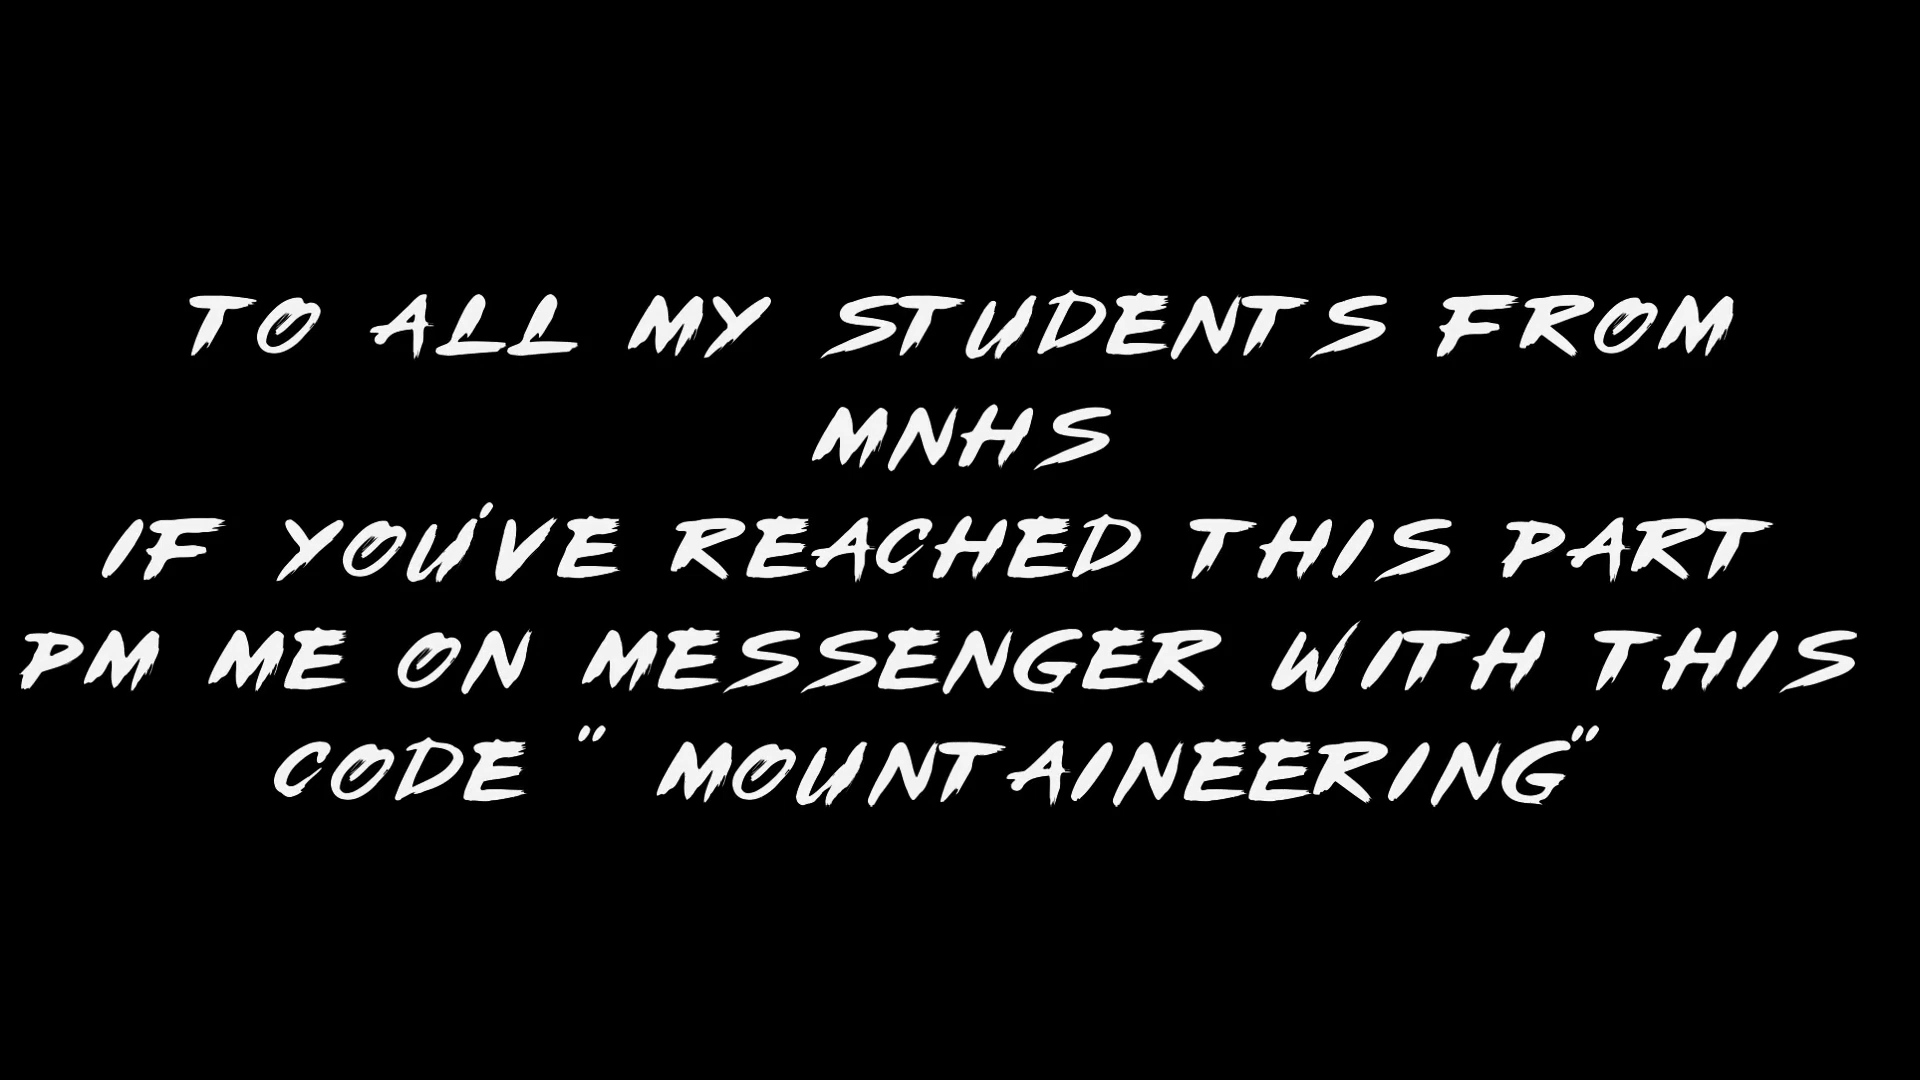 TO ALL MY STUDENTS FROM
MNHS
IF YOU'VE REACHED THIS PART
PM ME ON MESSENGER WITH THIS
CODE " MOUNTAINEERING"